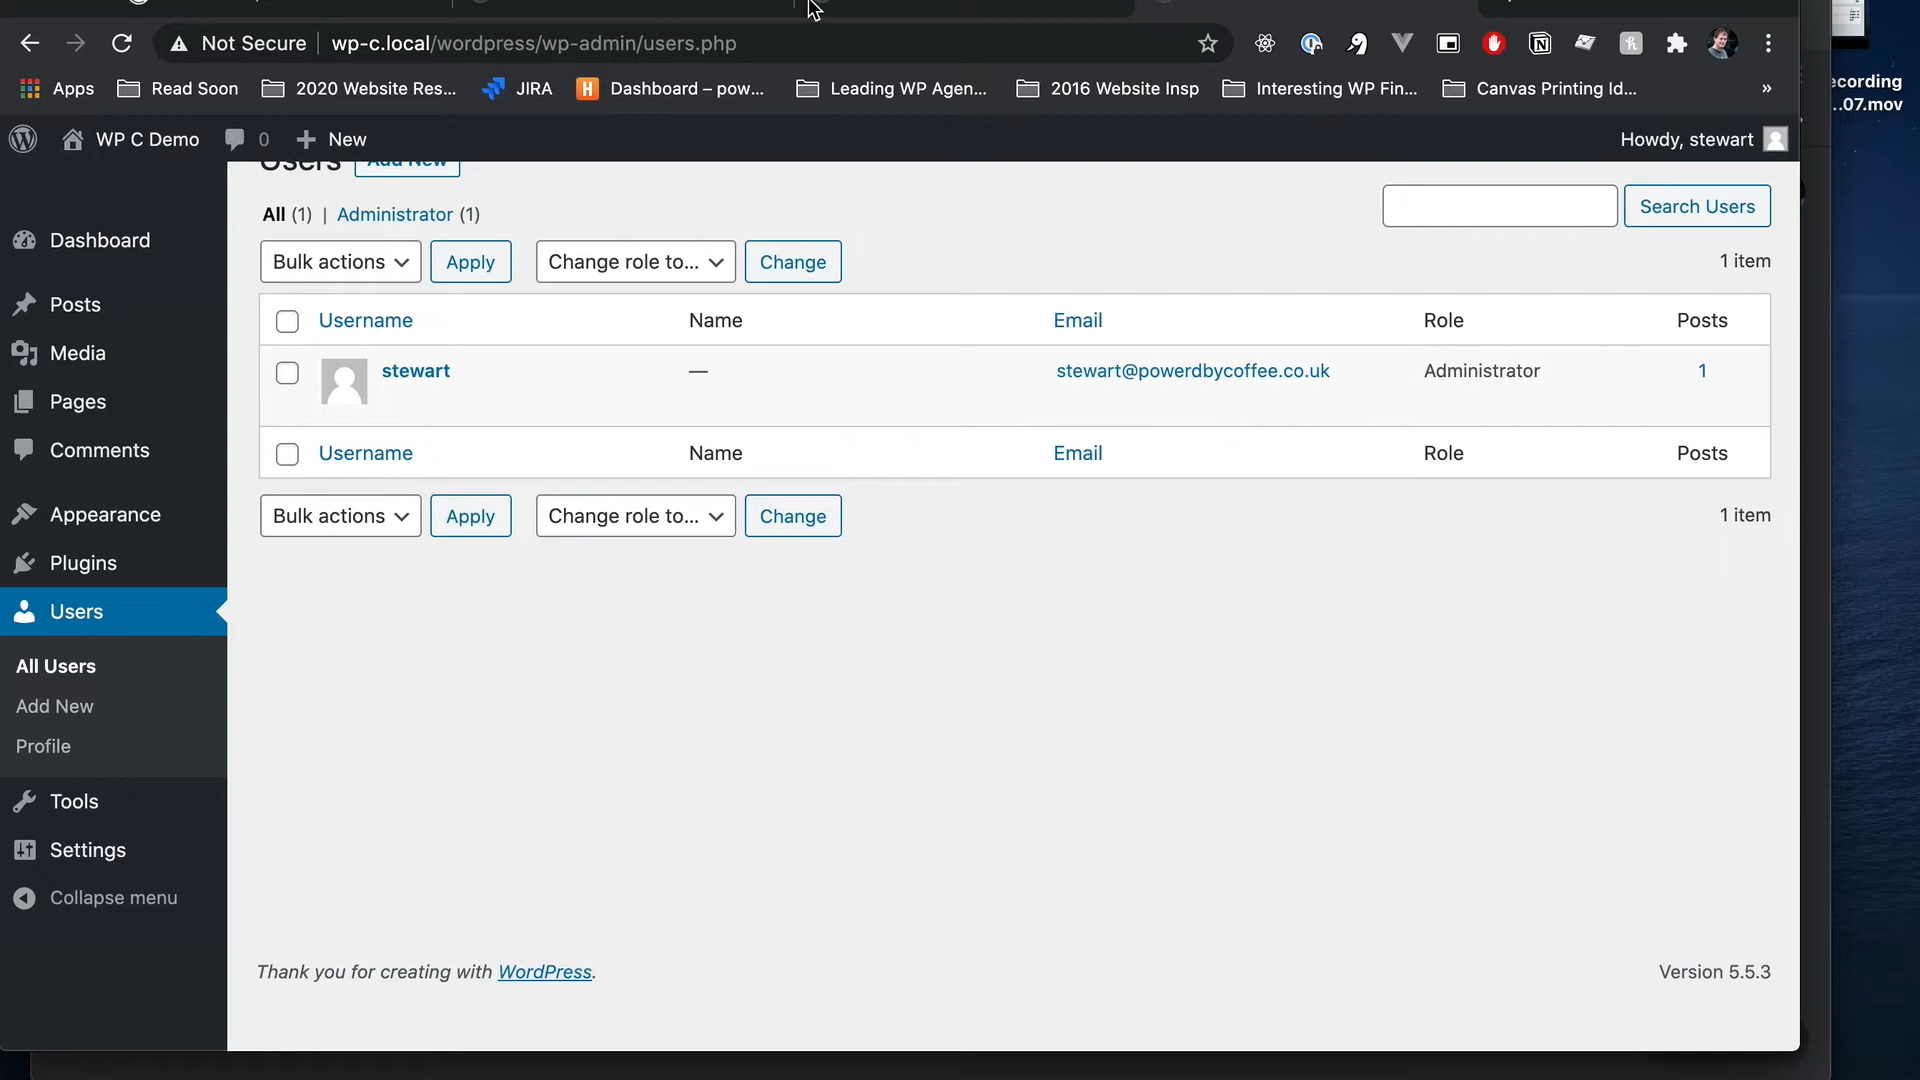 Not Secure wp-c.local/wordpress/wp-admin/users.php
Apps Read Soon 2020 Website Res... JIRA H Dashboard – pow... Leading WP Agen... 2016 Website Insp Interesting WP Fin... Canvas Printing Id... »
ecording
..07.mov
WP C Demo 0 New Howdy, stewart
Users Add New
All (1) | Administrator (1)
Search Users
Bulk actions Apply Change role to... Change 1 item
Username Name Email Role Posts
stewart — stewart@powerdbycoffee.co.uk Administrator 1
Username Name Email Role Posts
Bulk actions Apply Change role to... Change 1 item
Dashboard
Posts
Media
Pages
Comments
Appearance
Plugins
Users
All Users
Add New
Profile
Tools
Settings
Collapse menu
Thank you for creating with WordPress. Version 5.5.3